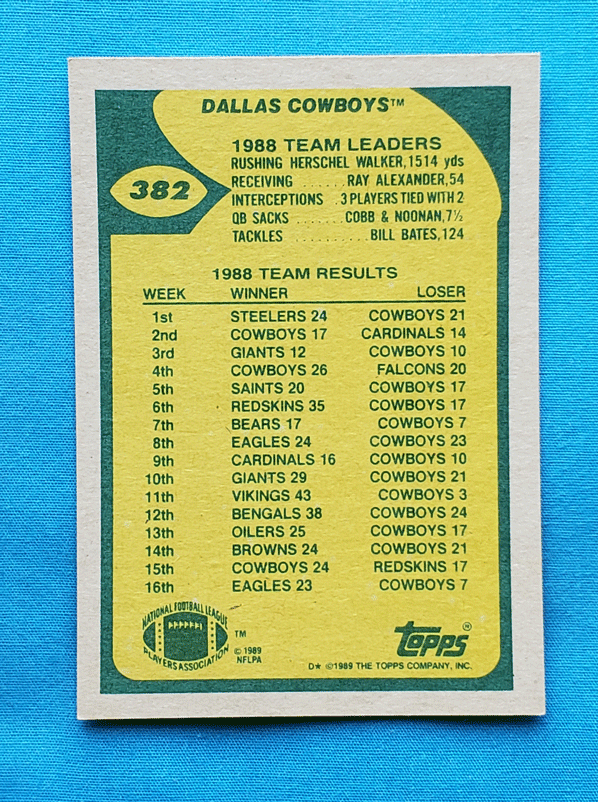 DALLAS COWBOYS™
1988 TEAM LEADERS
RUSHING HERSCHEL WALKER, 1514 yds
382
RECEIVING ....... RAY ALEXANDER, 54
INTERCEPTIONS . 3 PLAYERS TIED WITH 2
QB SACKS ....... COBB & NOONAN, 7½
TACKLES .......... BILL BATES, 124
1988 TEAM RESULTS
WEEK WINNER LOSER
1st STEELERS 24 COWBOYS 21
2nd COWBOYS 17 CARDINALS 14
3rd GIANTS 12 COWBOYS 10
4th COWBOYS 26 FALCONS 20
5th SAINTS 20 COWBOYS 17
6th REDSKINS 35 COWBOYS 17
7th BEARS 17 COWBOYS 7
8th EAGLES 24 COWBOYS 23
9th CARDINALS 16 COWBOYS 10
10th GIANTS 29 COWBOYS 21
11th VIKINGS 43 COWBOYS 3
12th BENGALS 38 COWBOYS 24
13th OILERS 25 COWBOYS 17
14th BROWNS 24 COWBOYS 21
15th COWBOYS 24 REDSKINS 17
16th EAGLES 23 COWBOYS 7
NATIONAL FOOTBALL LEAGUE
PLAYERS ASSOCIATION
TM
© 1989
NFLPA
TOPPS
D★ ©1989 THE TOPPS COMPANY, INC.